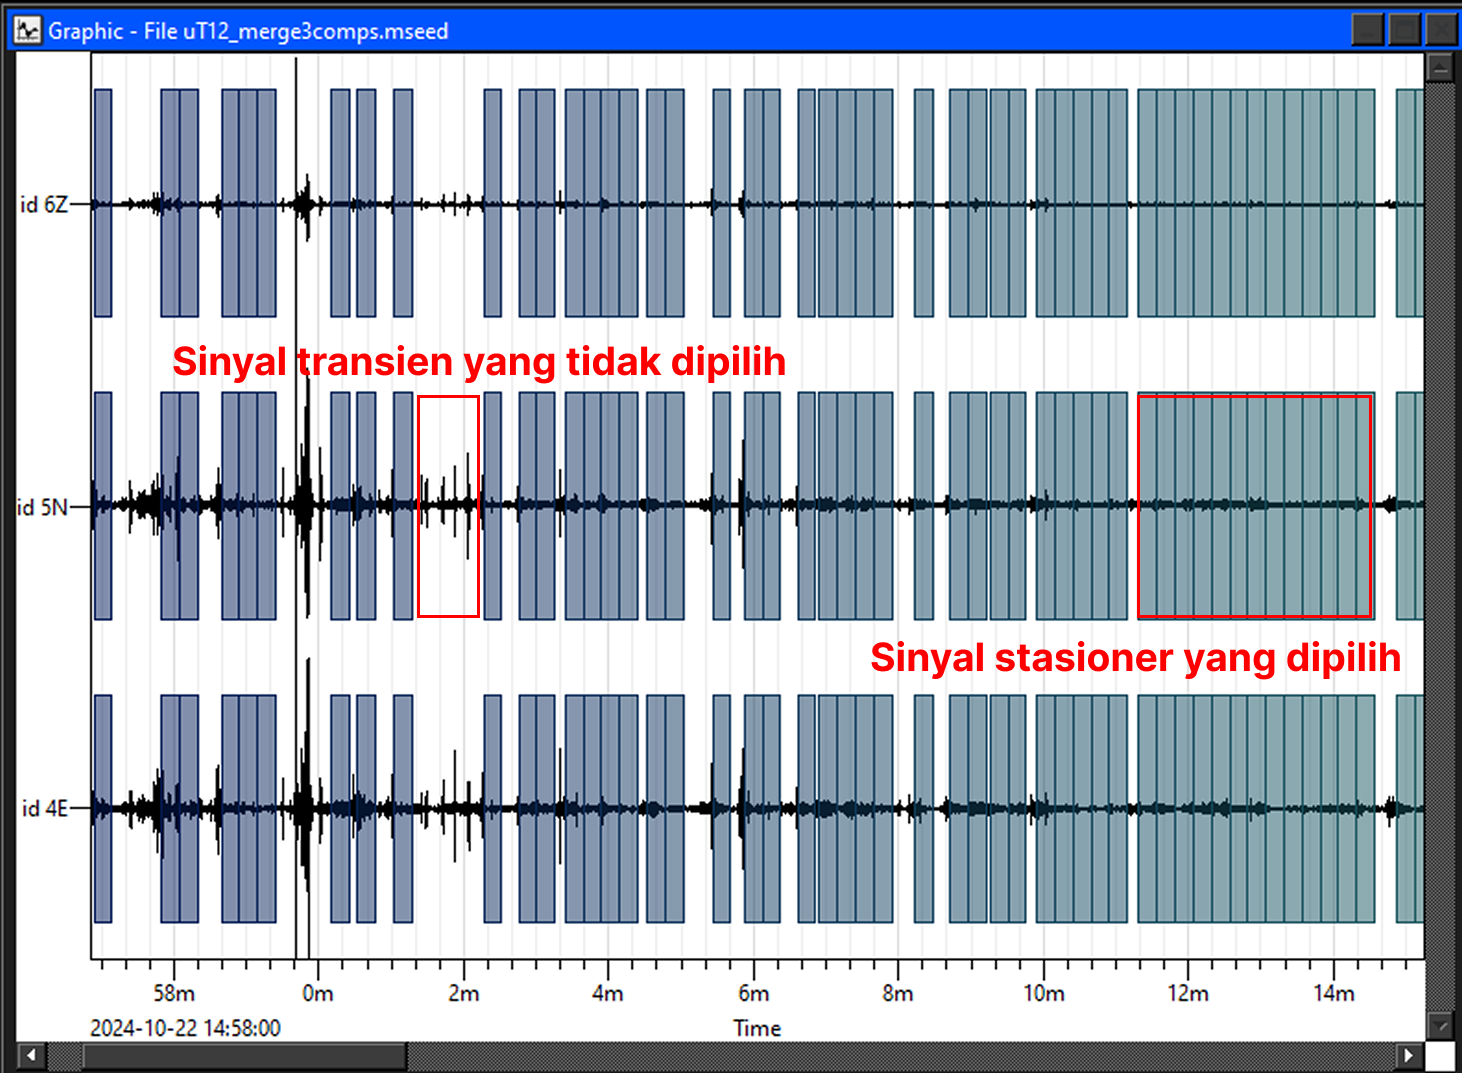 Graphic - File uT12_merge3comps.mseed
id 6Z
Sinyal transien yang tidak dipilih
id 5N
Sinyal stasioner yang dipilih
id 4E
58m 0m 2m 4m 6m 8m 10m 12m 14m
2024-10-22 14:58:00 Time